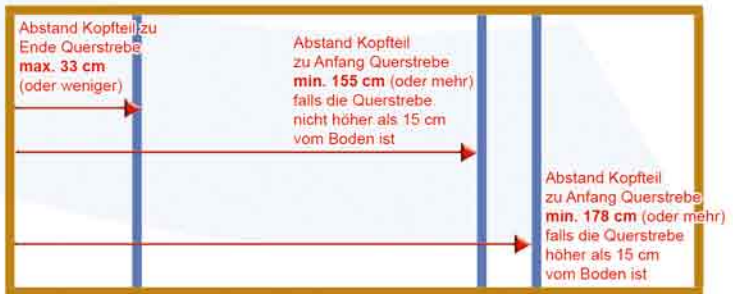 Abstand Kopfteil zu
Ende Querstrebe
max. 33 cm
(oder weniger)
Abstand Kopfteil
zu Anfang Querstrebe
min. 155 cm (oder mehr)
falls die Querstrebe
nicht höher als 15 cm
vom Boden ist
Abstand Kopfteil
zu Anfang Querstrebe
min. 178 cm (oder mehr)
falls die Querstrebe
höher als 15 cm
vom Boden ist